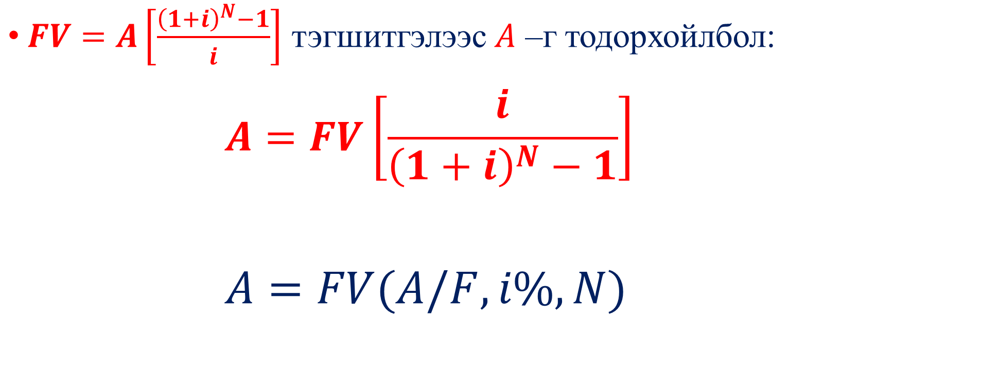 • FV = A [((1+i)^N−1)/i] тэгшитгэлээс A –г тодорхойлбол:
A = FV [i/((1 + i)^N − 1)]
A = FV(A/F, i%, N)